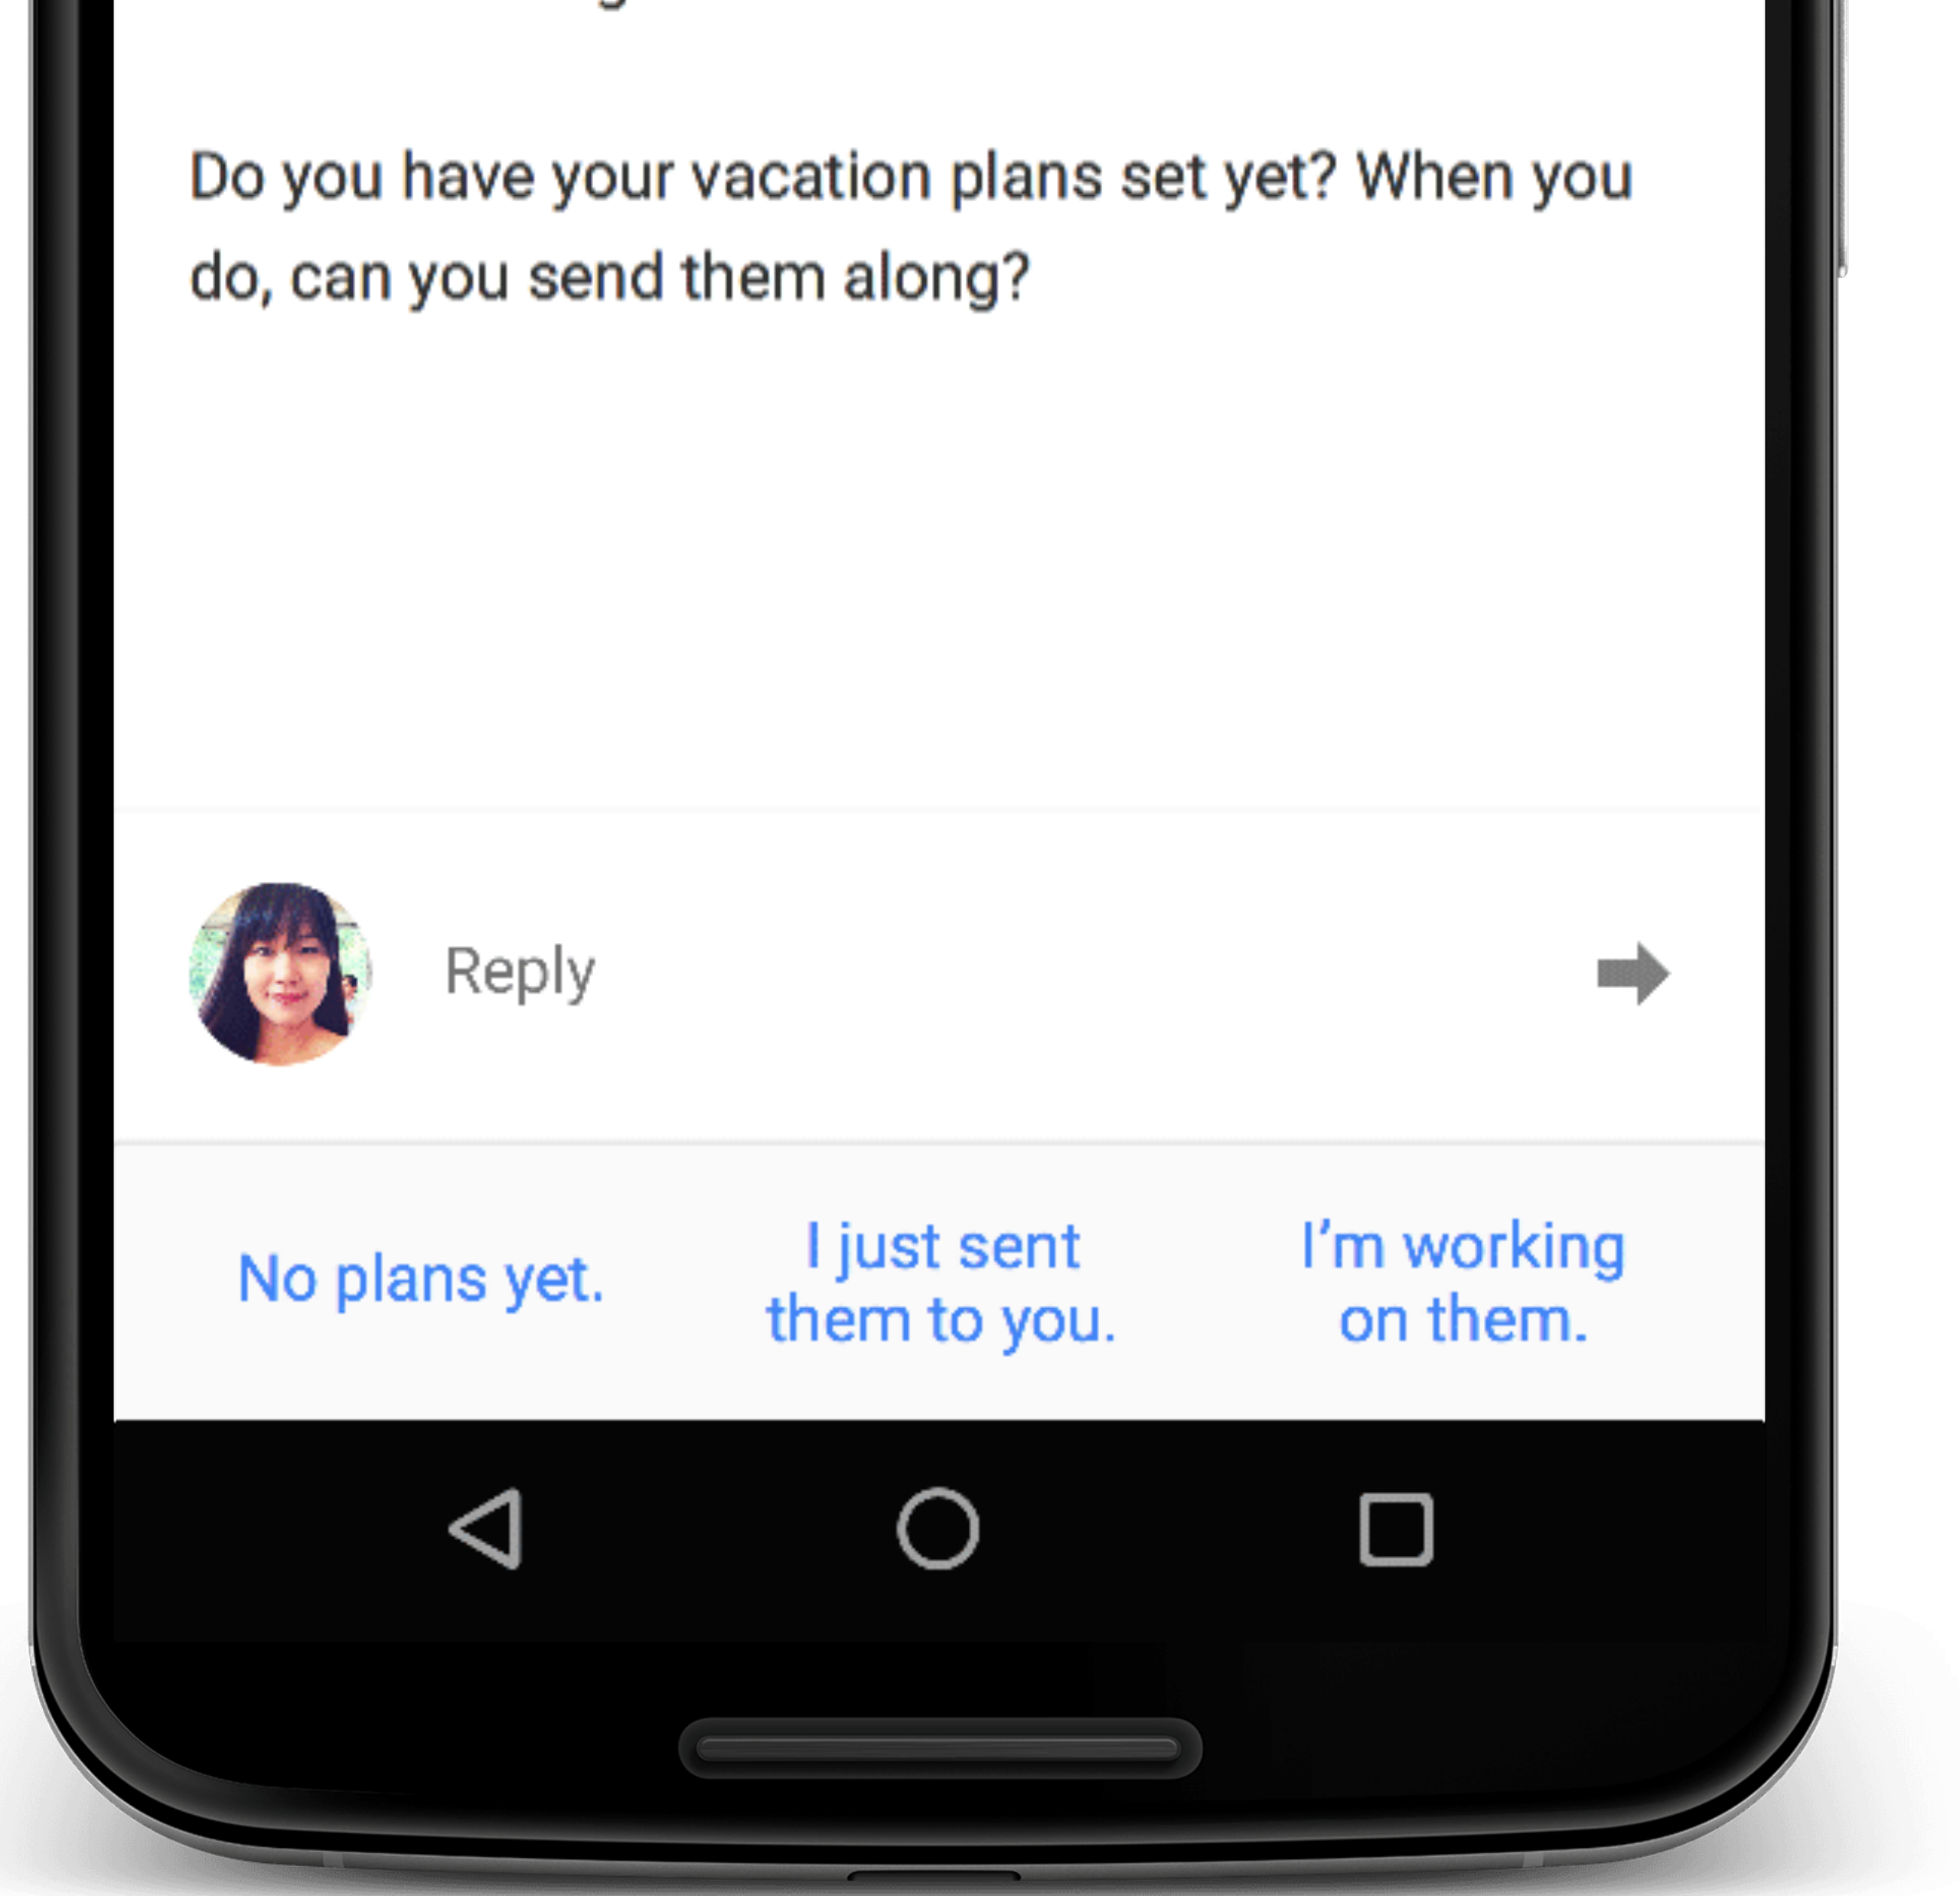 Do you have your vacation plans set yet? When you
do, can you send them along?
Reply
No plans yet.
I just sent
them to you.
I'm working
on them.